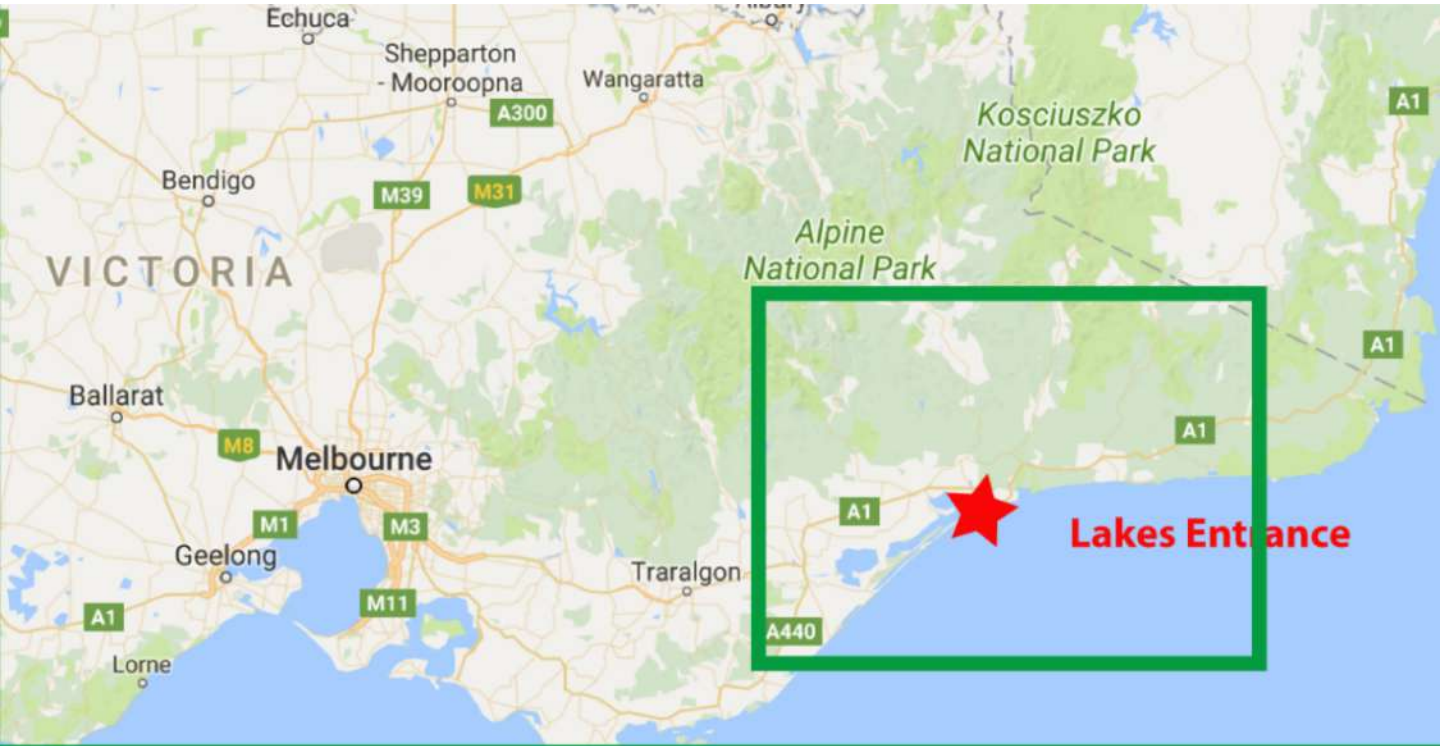 Echuca
Shepparton
- Mooroopna
Wangaratta
A300
A1
Kosciuszko
National Park
Bendigo
M39
M31
Alpine
National Park
VICTORIA
A1
Ballarat
M8
Melbourne
A1
A1
M1
M3
Lakes Entrance
Geelong
Traralgon
M11
A1
A440
Lorne